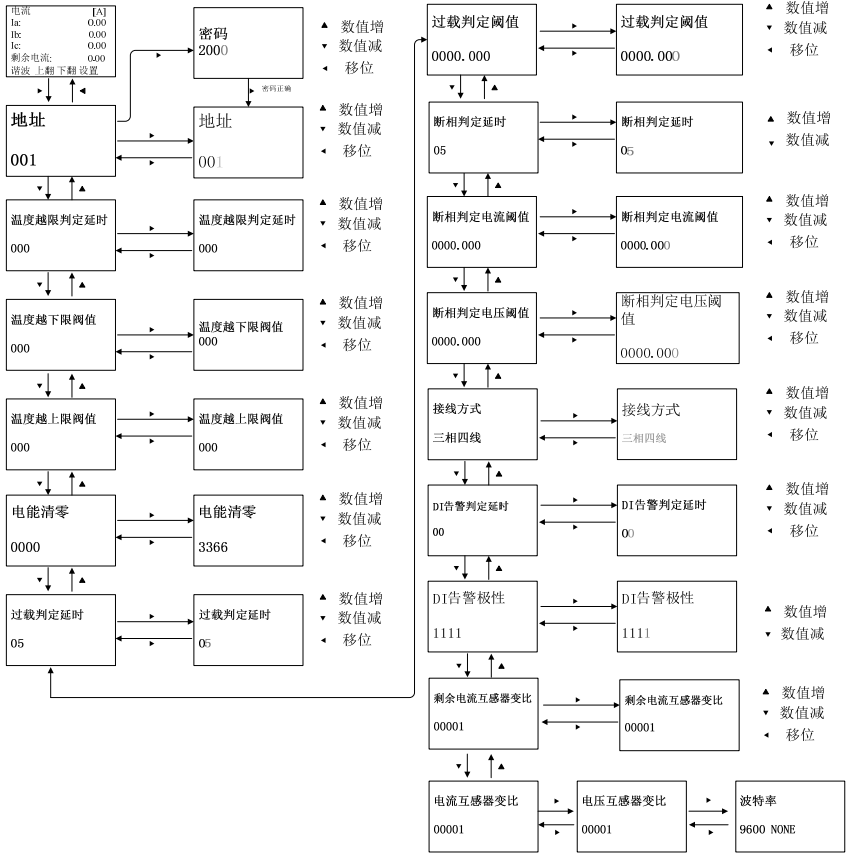 电流 [A]
Ia: 0.00
Ib: 0.00
Ic: 0.00
剩余电流: 0.00
谐波 上翻 下翻 设置
密码
2000
▲ 数值增
▼ 数值减
◄ 移位
密码正确
地址
001
地址
001
▲ 数值增
▼ 数值减
◄ 移位
温度越限判定延时
000
温度越限判定延时
000
▲ 数值增
▼ 数值减
◄ 移位
温度越下限阀值
000
温度越下限阀值
000
▲ 数值增
▼ 数值减
◄ 移位
温度越上限阀值
000
温度越上限阀值
000
▲ 数值增
▼ 数值减
◄ 移位
电能清零
0000
电能清零
3366
▲ 数值增
▼ 数值减
◄ 移位
过载判定延时
05
过载判定延时
05
▲ 数值增
▼ 数值减
◄ 移位
过载判定阈值
0000.000
过载判定阈值
0000.000
▲ 数值增
▼ 数值减
◄ 移位
断相判定延时
05
断相判定延时
05
▲ 数值增
▼ 数值减
断相判定电流阈值
0000.000
断相判定电流阈值
0000.000
▲ 数值增
▼ 数值减
◄ 移位
断相判定电压阈值
0000.000
断相判定电压阈
值
0000.000
▲ 数值增
▼ 数值减
◄ 移位
接线方式
三相四线
接线方式
三相四线
▲ 数值增
▼ 数值减
◄ 移位
DI告警判定延时
00
DI告警判定延时
00
▲ 数值增
▼ 数值减
◄ 移位
DI告警极性
1111
DI告警极性
1111
▲ 数值增
▼ 数值减
剩余电流互感器变比
00001
剩余电流互感器变比
00001
▲ 数值增
▼ 数值减
◄ 移位
电流互感器变比
00001
电压互感器变比
00001
波特率
9600 NONE